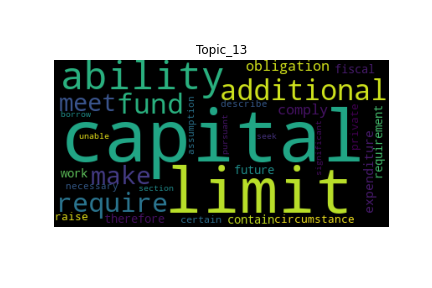 Topic_13
ability
obligation
fiscal
additional
meet
fund
describe
comply
borrow
assumption
pursuant
private
requirement
unable
capital
seek
significant
work
make
future
expenditure
necessary
section
limit
require
raise
therefore
certain
contain
circumstance